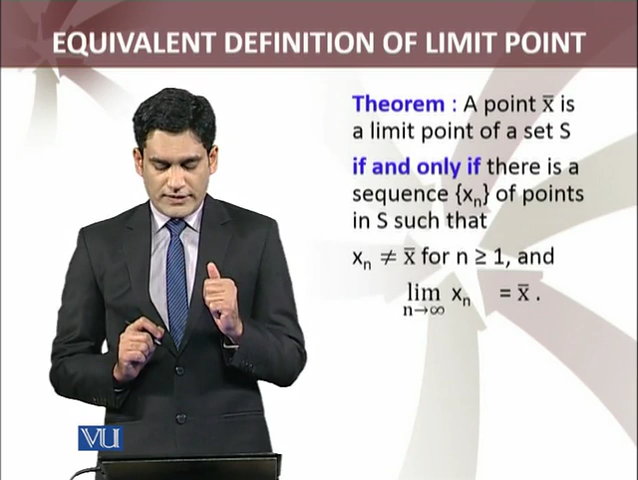 EQUIVALENT DEFINITION OF LIMIT POINT
Theorem : A point x̅ is
a limit point of a set S
if and only if there is a
sequence {xₙ} of points
in S such that
xₙ ≠ x̅ for n ≥ 1, and
lim xₙ = x̅ .
n→∞
VU